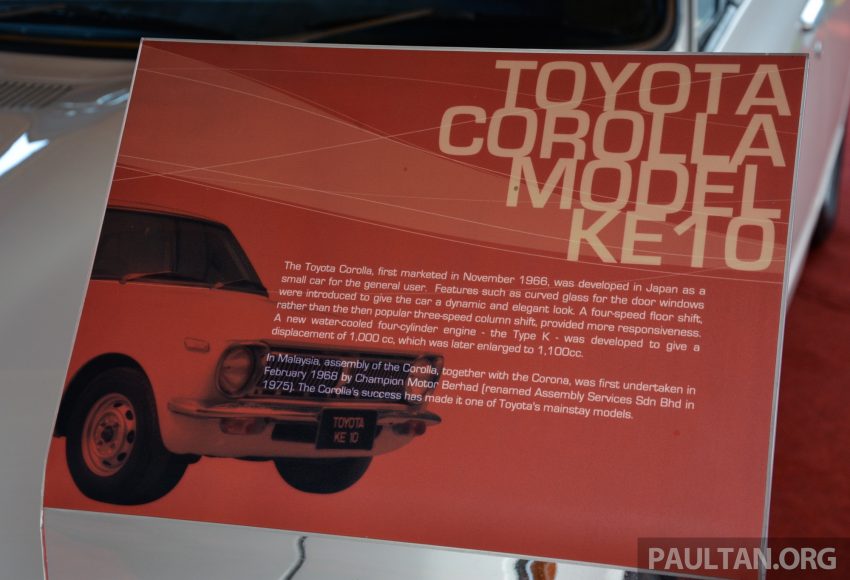 TOYOTA
COROLLA
MODEL
KE10
The Toyota Corolla, first marketed in November 1966, was developed in Japan as a
small car for the general user. Features such as curved glass for the door windows
were introduced to give the car a dynamic and elegant look. A four-speed floor shift,
rather than the then popular three-speed column shift, provided more responsiveness.
A new water-cooled four-cylinder engine - the Type K - was developed to give a
displacement of 1,000 cc, which was later enlarged to 1,100cc.
In Malaysia, assembly of the Corolla, together with the Corona, was first undertaken in
February 1968 by Champion Motor Berhad (renamed Assembly Services Sdn Bhd in
1975). The Corolla's success has made it one of Toyota's mainstay models.
TOYOTA
KE 10
PAULTAN.ORG